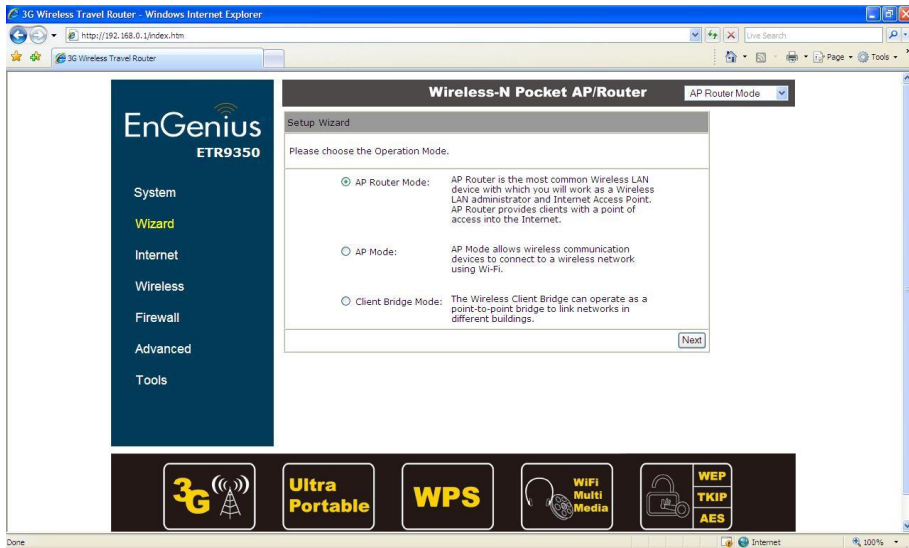 3G Wireless Travel Router - Windows Internet Explorer
http://192.168.0.1/index.htm
Live Search
3G Wireless Travel Router
Page
Tools
Wireless-N Pocket AP/Router
AP Router Mode
EnGenius
ETR9350
System
Wizard
Internet
Wireless
Firewall
Advanced
Tools
Setup Wizard
Please choose the Operation Mode.
AP Router Mode:
AP Router is the most common Wireless LAN
device with which you will work as a Wireless
LAN administrator and Internet Access Point.
AP Router provides clients with a point of
access into the Internet.
AP Mode:
AP Mode allows wireless communication
devices to connect to a wireless network
using Wi-Fi.
Client Bridge Mode:
The Wireless Client Bridge can operate as a
point-to-point bridge to link networks in
different buildings.
Next
3G
Ultra
Portable
WPS
WiFi
Multi
Media
WEP
TKIP
AES
Done
Internet
100%